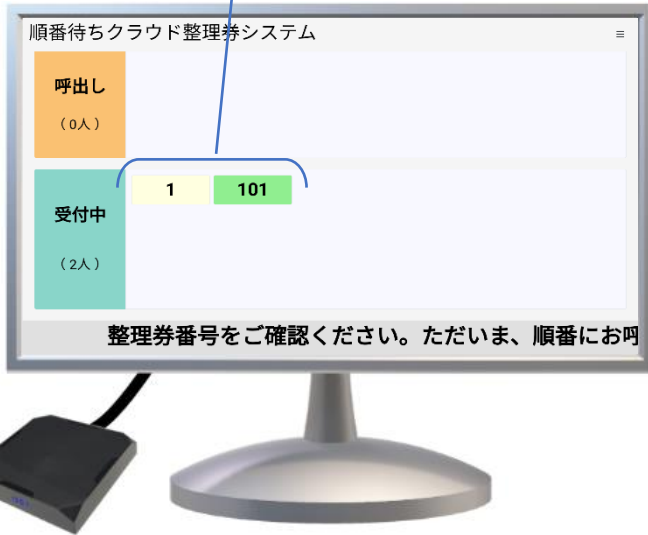 順番待ちクラウド整理券システム ≡
呼出し
（0人）
1 101
受付中
（2人）
整理券番号をご確認ください。ただいま、順番にお呼